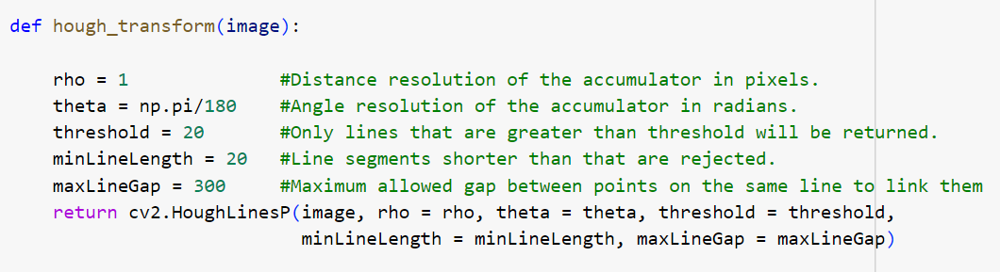 def hough_transform(image):
rho = 1 #Distance resolution of the accumulator in pixels.
theta = np.pi/180 #Angle resolution of the accumulator in radians.
threshold = 20 #Only lines that are greater than threshold will be returned.
minLineLength = 20 #Line segments shorter than that are rejected.
maxLineGap = 300 #Maximum allowed gap between points on the same line to link them
return cv2.HoughLinesP(image, rho = rho, theta = theta, threshold = threshold,
minLineLength = minLineLength, maxLineGap = maxLineGap)